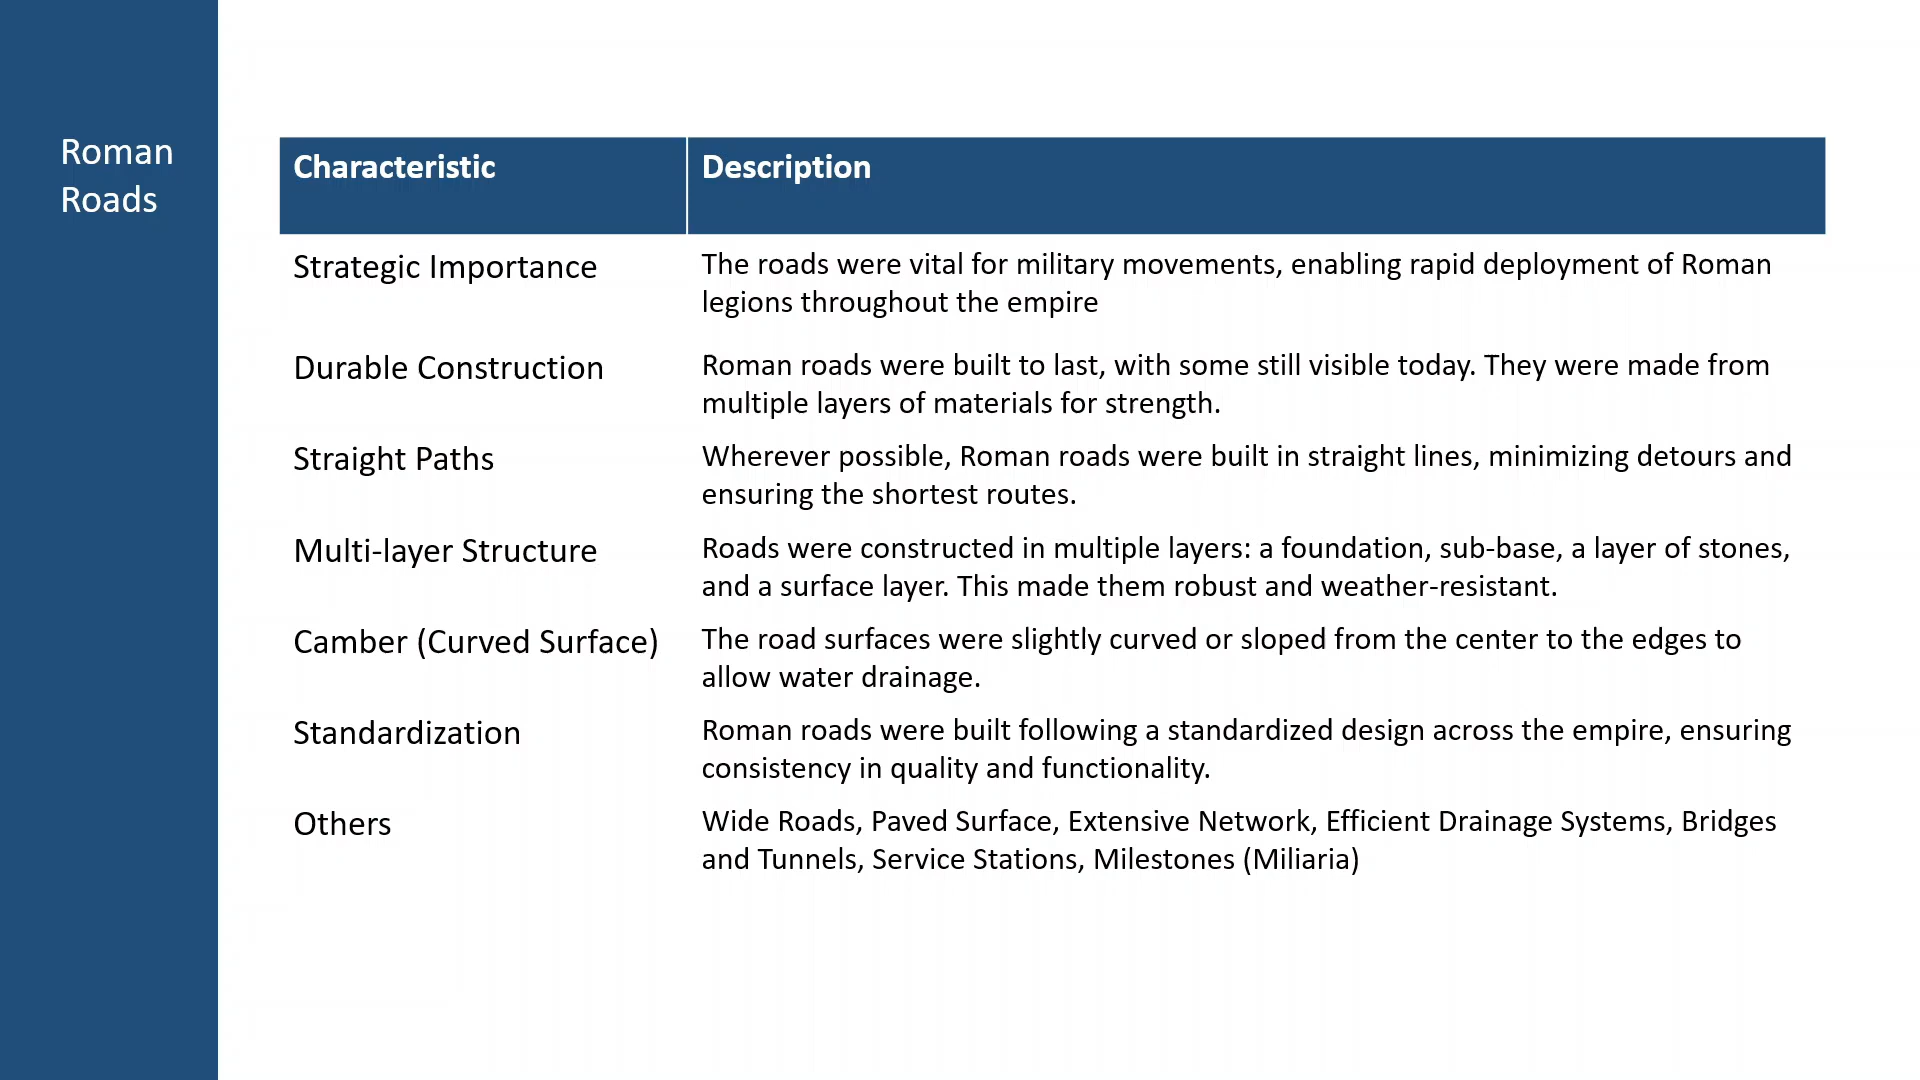 Roman
Roads
Characteristic
Description
Strategic Importance
The roads were vital for military movements, enabling rapid deployment of Roman
legions throughout the empire
Durable Construction
Roman roads were built to last, with some still visible today. They were made from
multiple layers of materials for strength.
Straight Paths
Wherever possible, Roman roads were built in straight lines, minimizing detours and
ensuring the shortest routes.
Multi-layer Structure
Roads were constructed in multiple layers: a foundation, sub-base, a layer of stones,
and a surface layer. This made them robust and weather-resistant.
Camber (Curved Surface)
The road surfaces were slightly curved or sloped from the center to the edges to
allow water drainage.
Standardization
Roman roads were built following a standardized design across the empire, ensuring
consistency in quality and functionality.
Others
Wide Roads, Paved Surface, Extensive Network, Efficient Drainage Systems, Bridges
and Tunnels, Service Stations, Milestones (Miliaria)